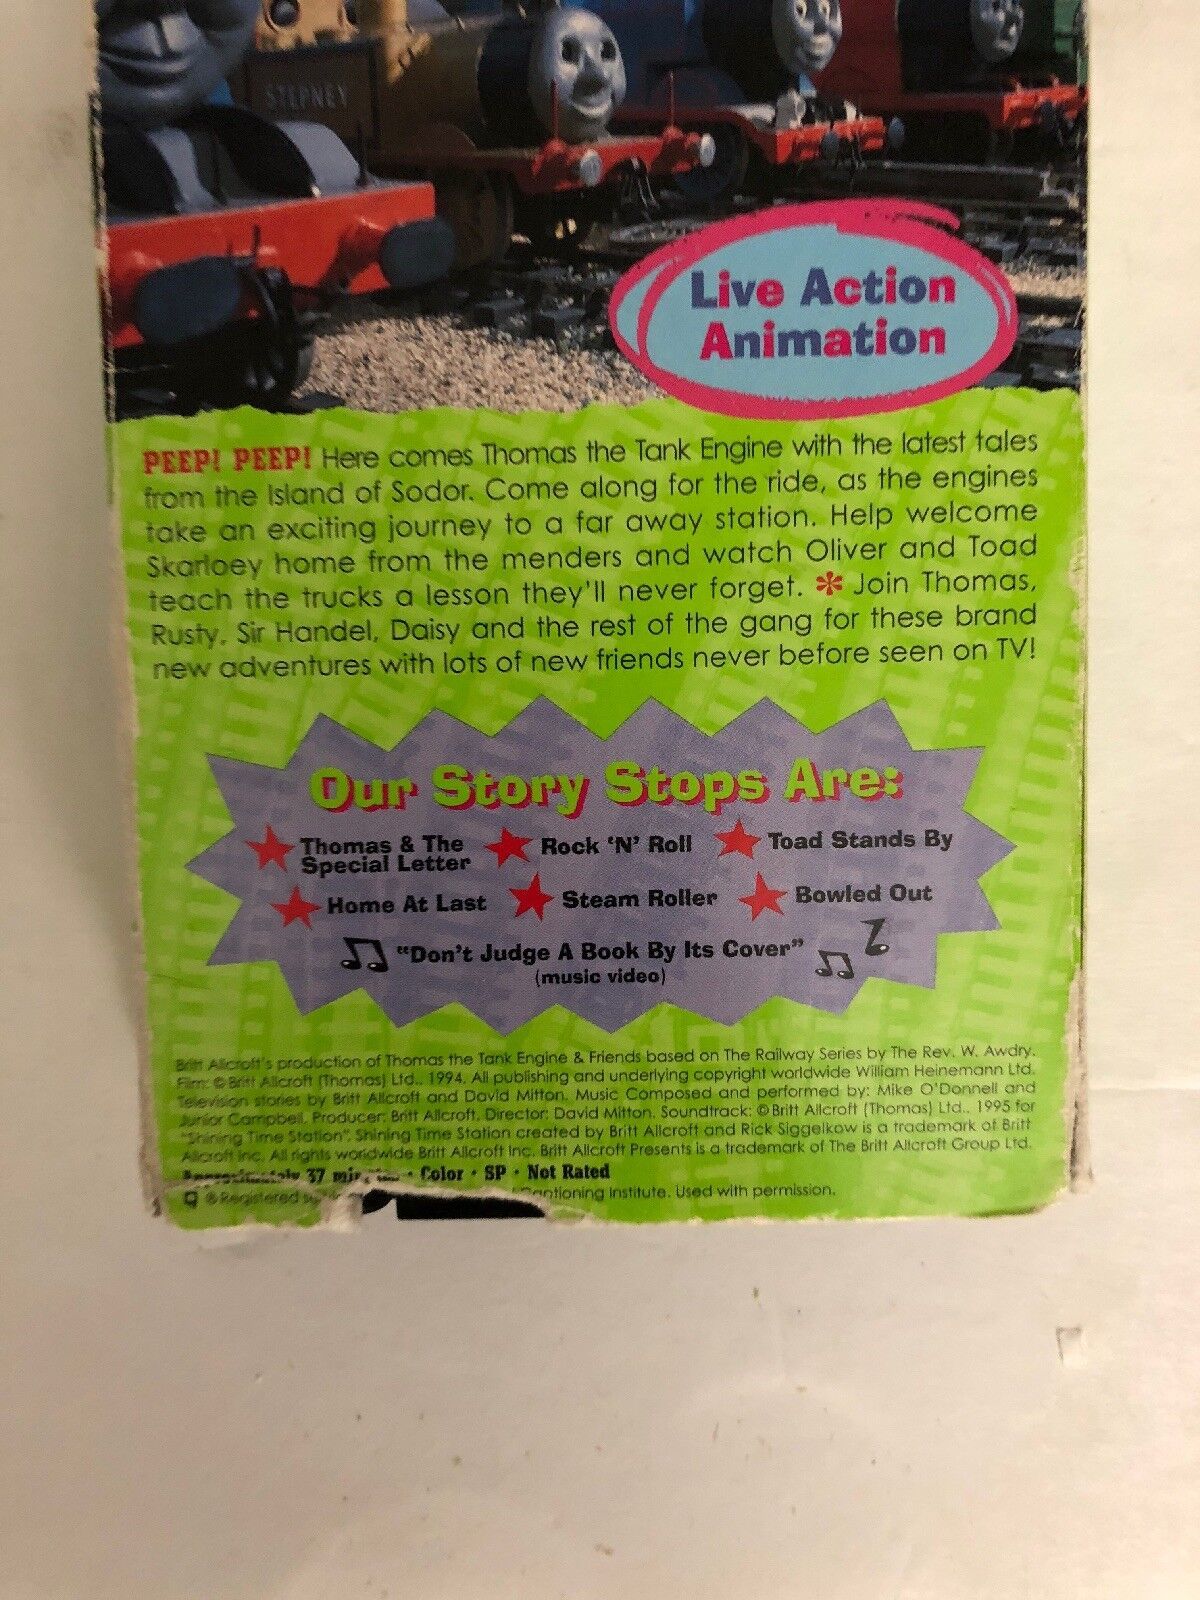 STEPNEY
Live Action
Animation
PEEP! PEEP! Here comes Thomas the Tank Engine with the latest tales
from the Island of Sodor. Come along for the ride, as the engines
take an exciting journey to a far away station. Help welcome
Skarloey home from the menders and watch Oliver and Toad
teach the trucks a lesson they'll never forget. ✻ Join Thomas,
Rusty, Sir Handel, Daisy and the rest of the gang for these brand
new adventures with lots of new friends never before seen on TV!
Our Story Stops Are:
★ Thomas & The Special Letter ★ Rock 'N' Roll ★ Toad Stands By
★ Home At Last ★ Steam Roller ★ Bowled Out
"Don't Judge A Book By Its Cover"
(music video)
Britt Allcroft's production of Thomas the Tank Engine & Friends based on The Railway Series by The Rev. W. Awdry.
Film: © Britt Allcroft (Thomas) Ltd., 1994. All publishing and underlying copyright worldwide William Heinemann Ltd.
Television stories by Britt Allcroft and David Mitton. Music Composed and performed by: Mike O'Donnell and
Junior Campbell. Producer: Britt Allcroft. Director: David Mitton. Soundtrack: © Britt Allcroft (Thomas) Ltd., 1995 for
"Shining Time Station". Shining Time Station created by Britt Allcroft and Rick Siggelkow is a trademark of Britt
Allcroft Inc. All rights worldwide Britt Allcroft Inc. Britt Allcroft Presents is a trademark of The Britt Allcroft Group Ltd.
Approximately 37 minutes • Color • SP • Not Rated
® Registered Captioning Institute. Used with permission.